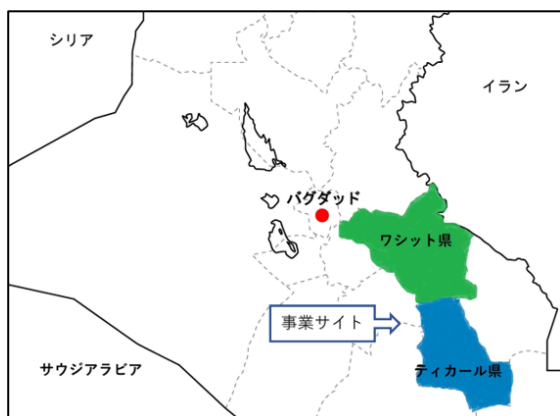 シリア
イラン
バグダッド
ワシット県
事業サイト
サウジアラビア
ティカール県